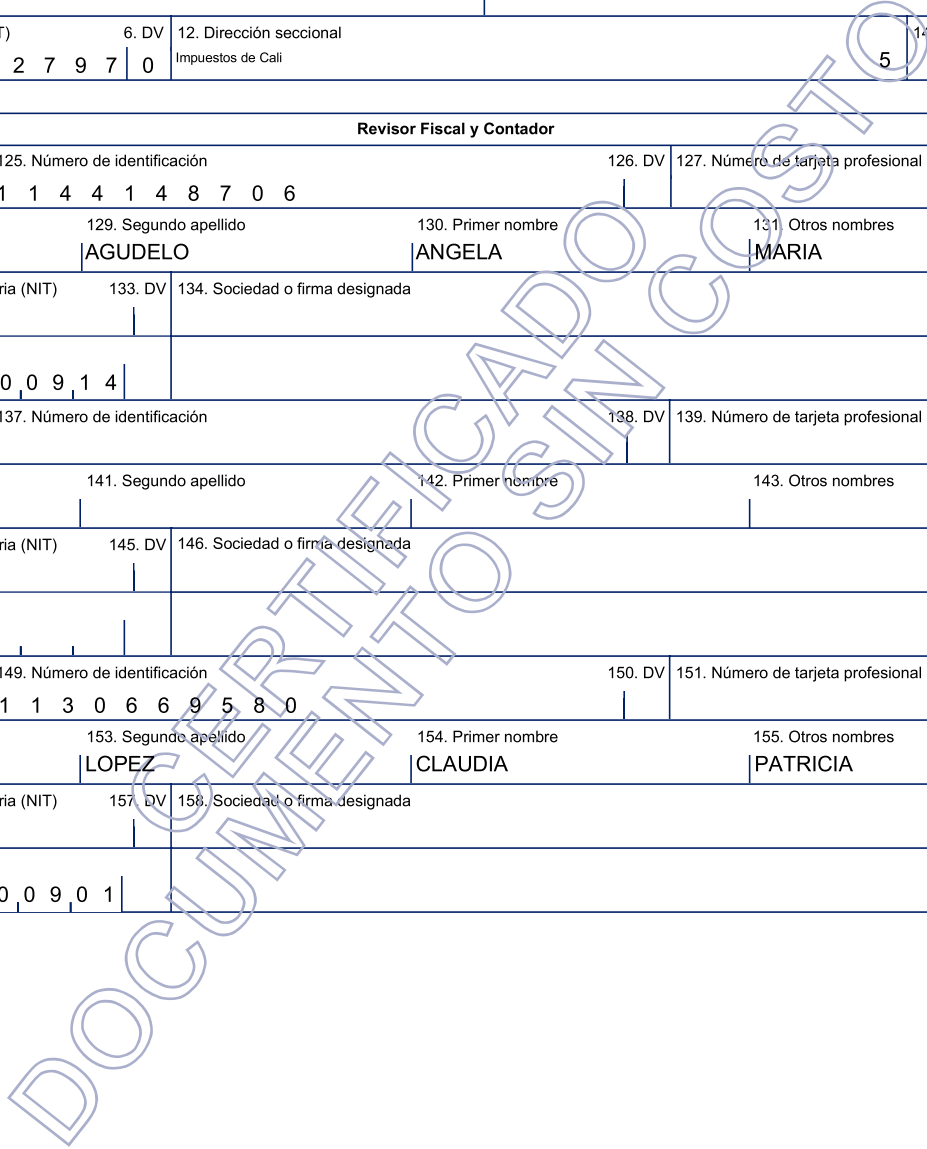 T) 6. DV 12. Dirección seccional 14
2 7 9 7 0 Impuestos de Cali 5
Revisor Fiscal y Contador
125. Número de identificación 126. DV 127. Número de tarjeta profesional
1 1 4 4 1 4 8 7 0 6
129. Segundo apellido 130. Primer nombre 131. Otros nombres
AGUDELO ANGELA MARIA
ria (NIT) 133. DV 134. Sociedad o firma designada
0 0 9 1 4
137. Número de identificación 138. DV 139. Número de tarjeta profesional
141. Segundo apellido 142. Primer nombre 143. Otros nombres
ria (NIT) 145. DV 146. Sociedad o firma designada
149. Número de identificación 150. DV 151. Número de tarjeta profesional
1 1 3 0 6 6 9 5 8 0
153. Segundo apellido 154. Primer nombre 155. Otros nombres
LOPEZ CLAUDIA PATRICIA
ria (NIT) 157. DV 158. Sociedad o firma designada
0 0 9 0 1
CERTIFICADO
DOCUMENTO SIN COSTO